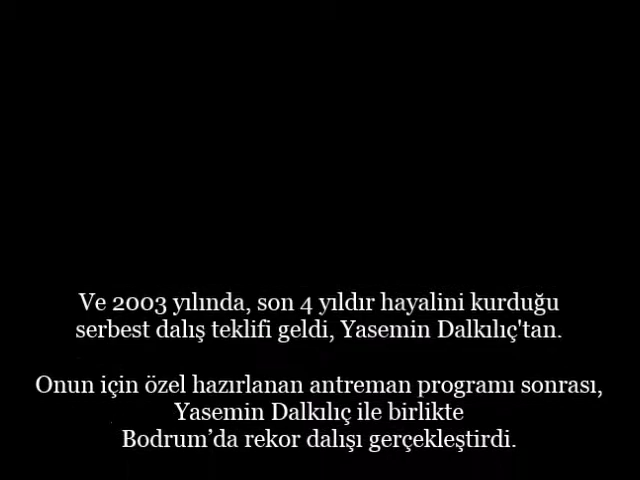 Ve 2003 yılında, son 4 yıldır hayalini kurduğu
serbest dalış teklifi geldi, Yasemin Dalkılıç'tan.
Onun için özel hazırlanan antreman programı sonrası,
Yasemin Dalkılıç ile birlikte
Bodrum’da rekor dalışı gerçekleştirdi.